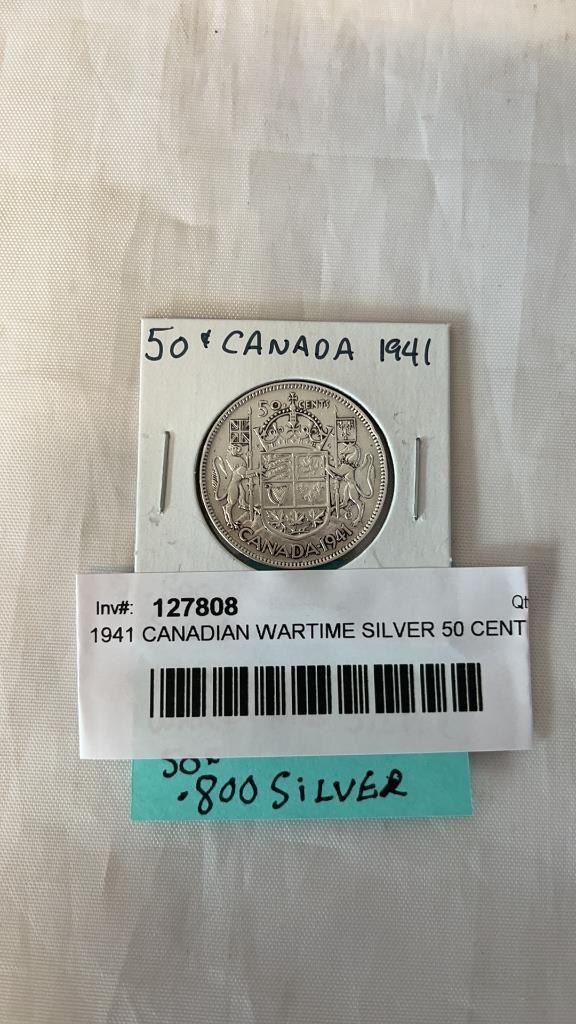 50¢ CANADA 1941
50 CENTS
CANADA·1941
Inv#: 127808 Qt
1941 CANADIAN WARTIME SILVER 50 CENT
.800 SILVER